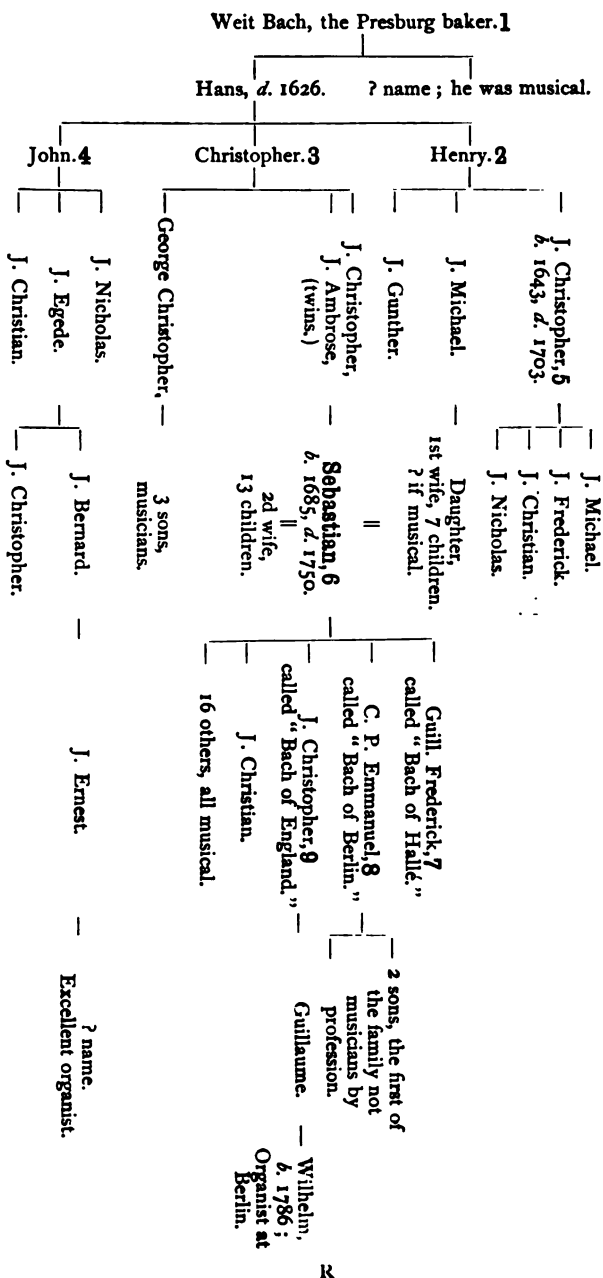 Weit Bach, the Presburg baker.1
Hans, d. 1626. ? name ; he was musical.
John.4 Christopher.3 Henry.2
J. Christian.
J. Egede.
J. Nicholas.
George Christopher,
J. Christopher,
J. Ambrose,
(twins.)
J. Gunther.
J. Michael.
J. Christopher,5
b. 1643, d. 1703.
J. Christopher.
J. Bernard.
3 sons,
musicians.
Sebastian,6
b. 1685, d. 1750.
2d wife,
13 children.
Daughter,
1st wife, 7 children.
? if musical.
J. Michael.
J. Frederick.
J. Christian.
J. Nicholas.
J. Ernest.
Guill. Frederick,7
called “Bach of Hallé.”
C. P. Emmanuel,8
called “Bach of Berlin.”
J. Christopher,9
called “Bach of England.”
J. Christian.
16 others, all musical.
? name.
Excellent organist.
2 sons, the first of
the family not
musicians by
profession.
Guillaume.
Wilhelm,
b. 1786 ;
Organist at
Berlin.
R